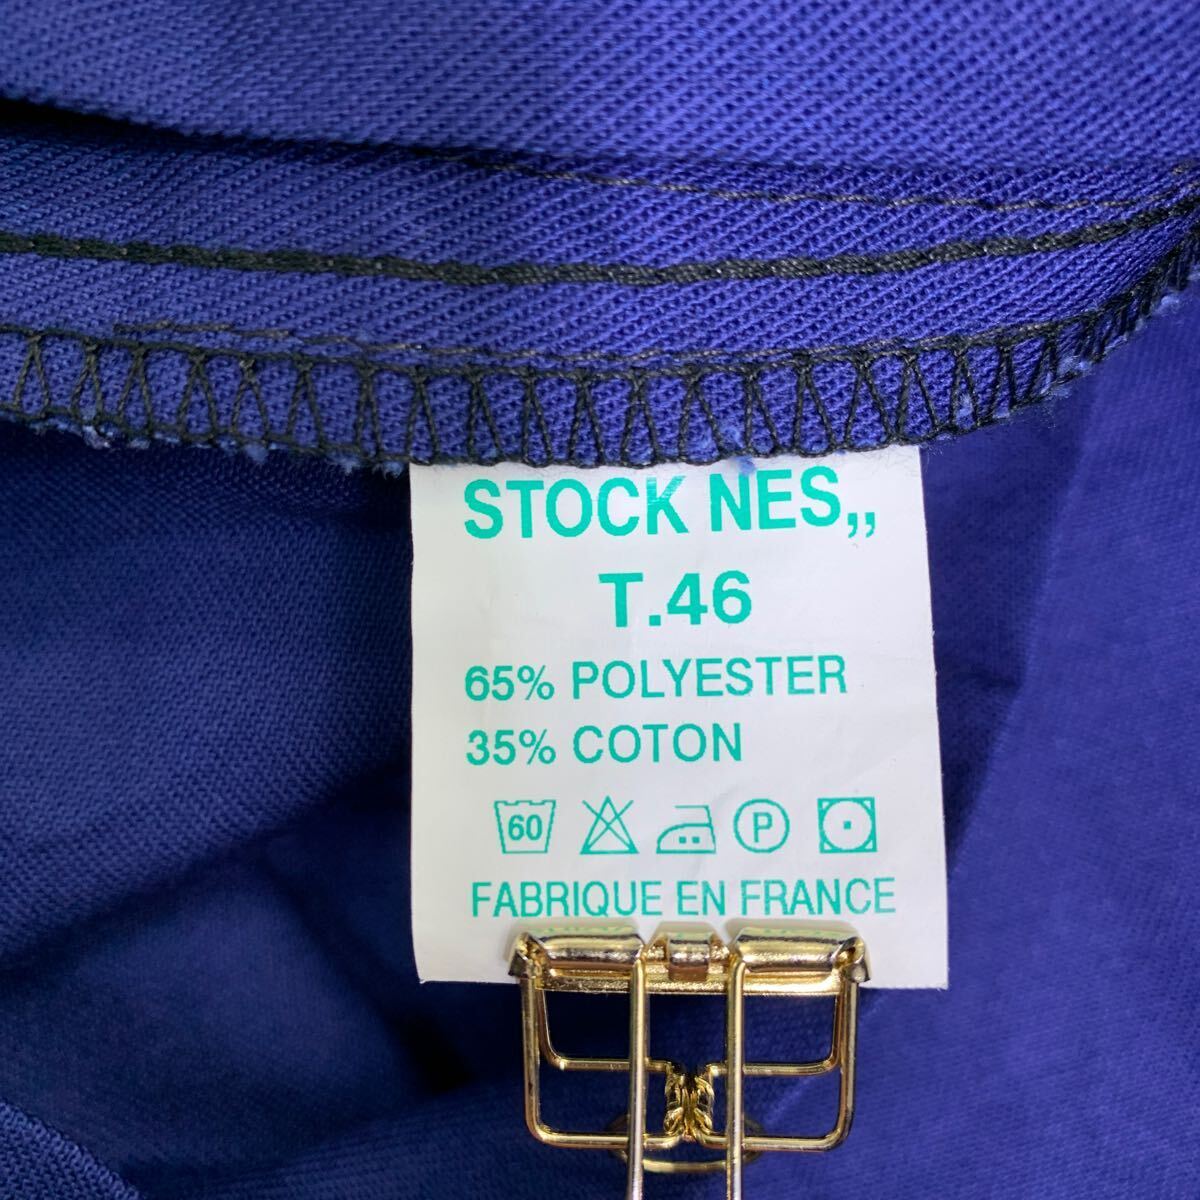 STOCK NES,,
T.46
65% POLYESTER
35% COTON
60 P
FABRIQUE EN FRANCE